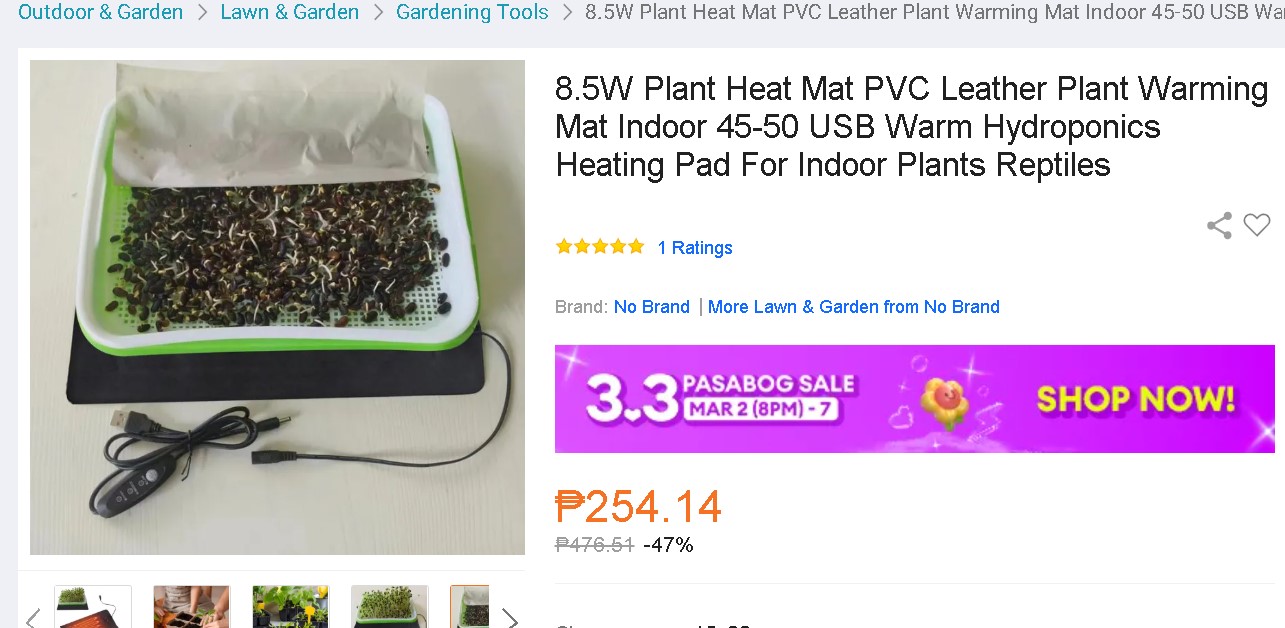 Outdoor & Garden > Lawn & Garden > Gardening Tools > 8.5W Plant Heat Mat PVC Leather Plant Warming Mat Indoor 45-50 USB Wa
8.5W Plant Heat Mat PVC Leather Plant Warming
Mat Indoor 45-50 USB Warm Hydroponics
Heating Pad For Indoor Plants Reptiles
1 Ratings
Brand: No Brand | More Lawn & Garden from No Brand
3.3 PASABOG SALE
MAR 2 (8PM) - 7
SHOP NOW!
₱254.14
₱476.51 -47%